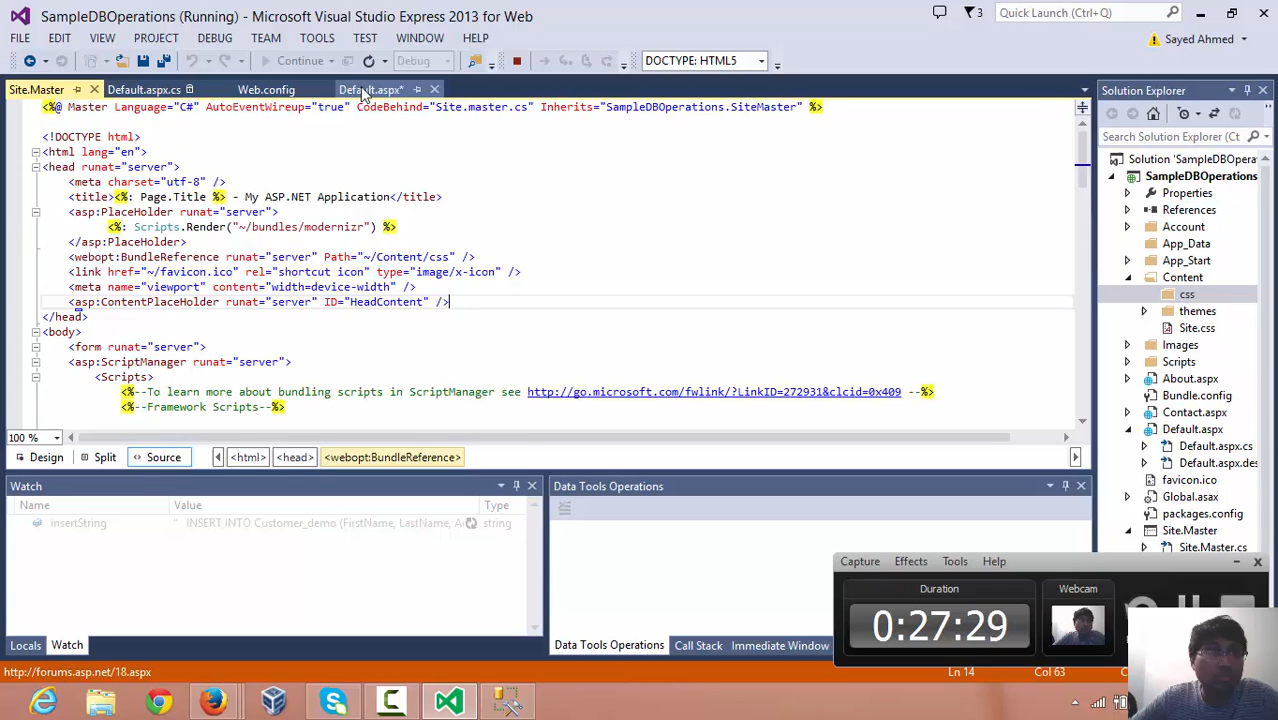 SampleDBOperations (Running) - Microsoft Visual Studio Express 2013 for Web
3
Quick Launch (Ctrl+Q)
FILE EDIT VIEW PROJECT DEBUG TEAM TOOLS TEST WINDOW HELP
Sayed Ahmed
Continue
Debug
DOCTYPE: HTML5
Site.Master
Default.aspx.cs
Web.config
Default.aspx*
<%@ Master Language="C#" AutoEventWireup="true" CodeBehind="Site.master.cs" Inherits="SampleDBOperations.SiteMaster" %>
<!DOCTYPE html>
<html lang="en">
<head runat="server">
<meta charset="utf-8" />
<title><%: Page.Title %> - My ASP.NET Application</title>
<asp:PlaceHolder runat="server">
<%: Scripts.Render("~/bundles/modernizr") %>
</asp:PlaceHolder>
<webopt:BundleReference runat="server" Path="~/Content/css" />
<link href="~/favicon.ico" rel="shortcut icon" type="image/x-icon" />
<meta name="viewport" content="width=device-width" />
<asp:ContentPlaceHolder runat="server" ID="HeadContent" />
</head>
<body>
<form runat="server">
<asp:ScriptManager runat="server">
<Scripts>
<%--To learn more about bundling scripts in ScriptManager see http://go.microsoft.com/fwlink/?LinkID=272931&clcid=0x409 --%>
<%--Framework Scripts--%>
100 %
Design
Split
Source
<html>
<head>
<webopt:BundleReference>
Watch
Name Value Type
insertString " INSERT INTO Customer_demo (FirstName, LastName, A string
Locals
Watch
Data Tools Operations
Data Tools Operations
Call Stack
Immediate Window
Solution Explorer
Search Solution Explorer (Ct
Solution 'SampleDBOpera
SampleDBOperations
Properties
References
Account
App_Data
App_Start
Content
css
themes
Site.css
Images
Scripts
About.aspx
Bundle.config
Contact.aspx
Default.aspx
Default.aspx.cs
Default.aspx.des
favicon.ico
Global.asax
packages.config
Site.Master
Site.Master.cs
Capture Effects Tools Help
Duration
0:27:29
Webcam
http://forums.asp.net/18.aspx
Ln 14
Col 63